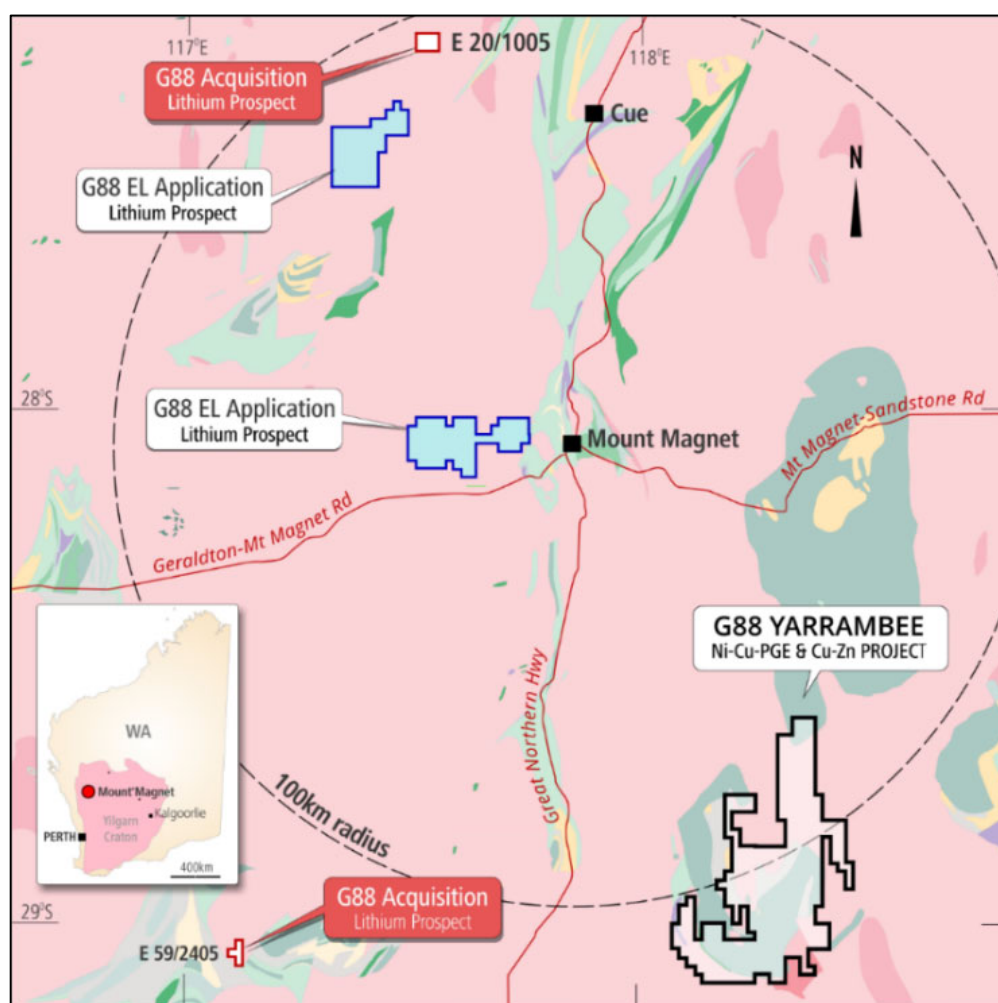 117°E
118°E
E 20/1005
G88 Acquisition
Lithium Prospect
Cue
N
G88 EL Application
Lithium Prospect
28°S
G88 EL Application
Lithium Prospect
Mount Magnet
Mt Magnet-Sandstone Rd
Geraldton-Mt Magnet Rd
G88 YARRAMBEE
Ni-Cu-PGE & Cu-Zn PROJECT
Great Northern Hwy
WA
Mount Magnet
Kalgoorlie
Yilgarn
Craton
PERTH
400km
100km radius
G88 Acquisition
Lithium Prospect
29°S
E 59/2405